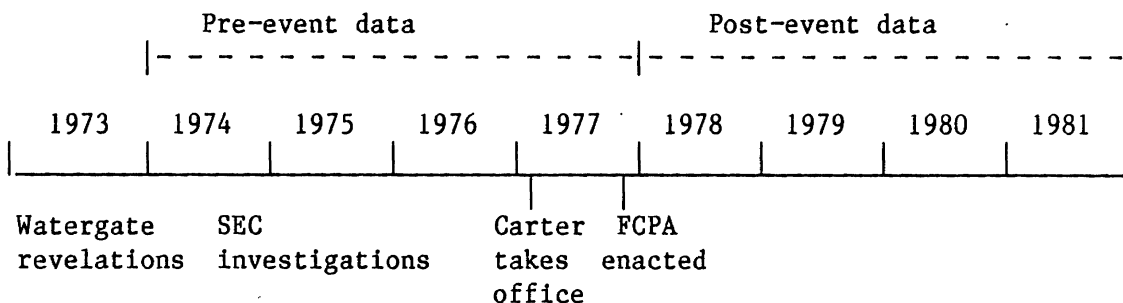 Pre-event data Post-event data
1973 1974 1975 1976 1977 1978 1979 1980 1981
Watergate SEC Carter FCPA
revelations investigations takes enacted
office